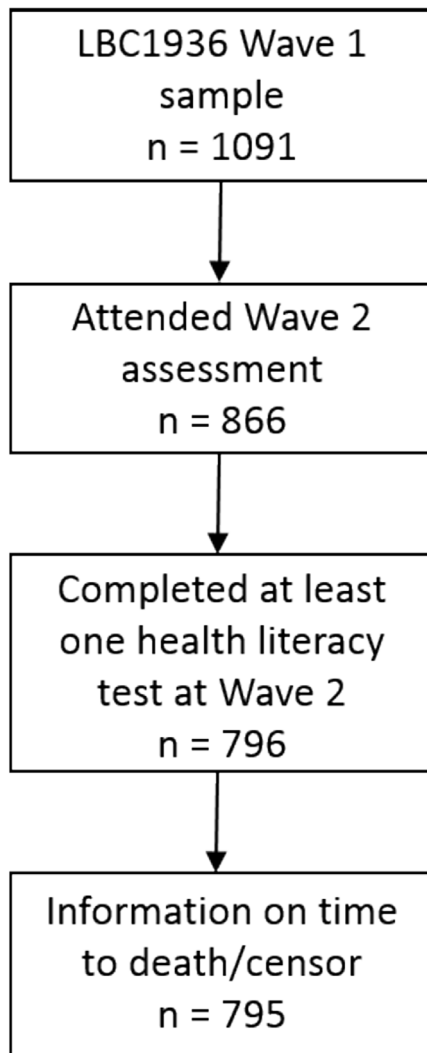 LBC1936 Wave 1
sample
n = 1091
Attended Wave 2
assessment
n = 866
Completed at least
one health literacy
test at Wave 2
n = 796
Information on time
to death/censor
n = 795